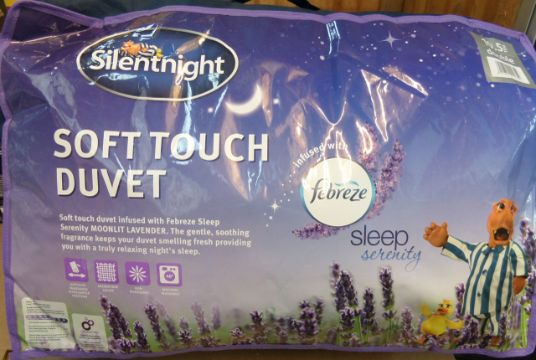 Silentnight
SOFT TOUCH
DUVET
infused with
febreze
sleep
serenity
Soft touch duvet infused with Febreze Sleep
Serenity MOONLIT LAVENDER. The gentle, soothing
fragrance keeps your duvet smelling fresh providing
you with a truly relaxing night's sleep.